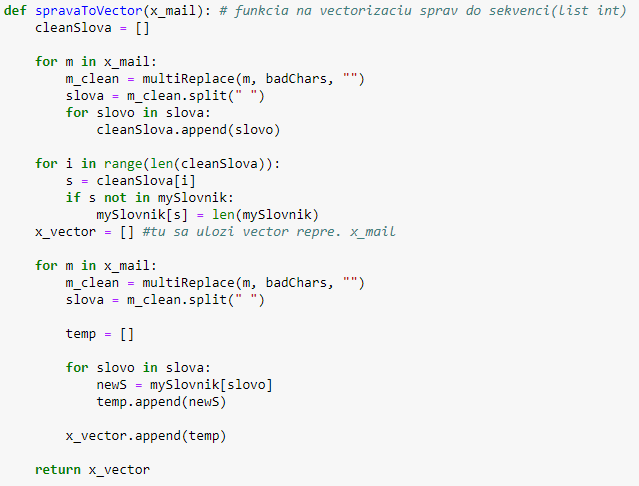 def spravaToVector(x_mail): # funkcia na vectorizaciu sprav do sekvenci(list int)
    cleanSlova = []

    for m in x_mail:
        m_clean = multiReplace(m, badChars, "")
        slova = m_clean.split(" ")
        for slovo in slova:
            cleanSlova.append(slovo)

    for i in range(len(cleanSlova)):
        s = cleanSlova[i]
        if s not in mySlovnik:
            mySlovnik[s] = len(mySlovnik)
    x_vector = [] #tu sa ulozi vector repre. x_mail

    for m in x_mail:
        m_clean = multiReplace(m, badChars, "")
        slova = m_clean.split(" ")

        temp = []

        for slovo in slova:
            newS = mySlovnik[slovo]
            temp.append(newS)

        x_vector.append(temp)

    return x_vector